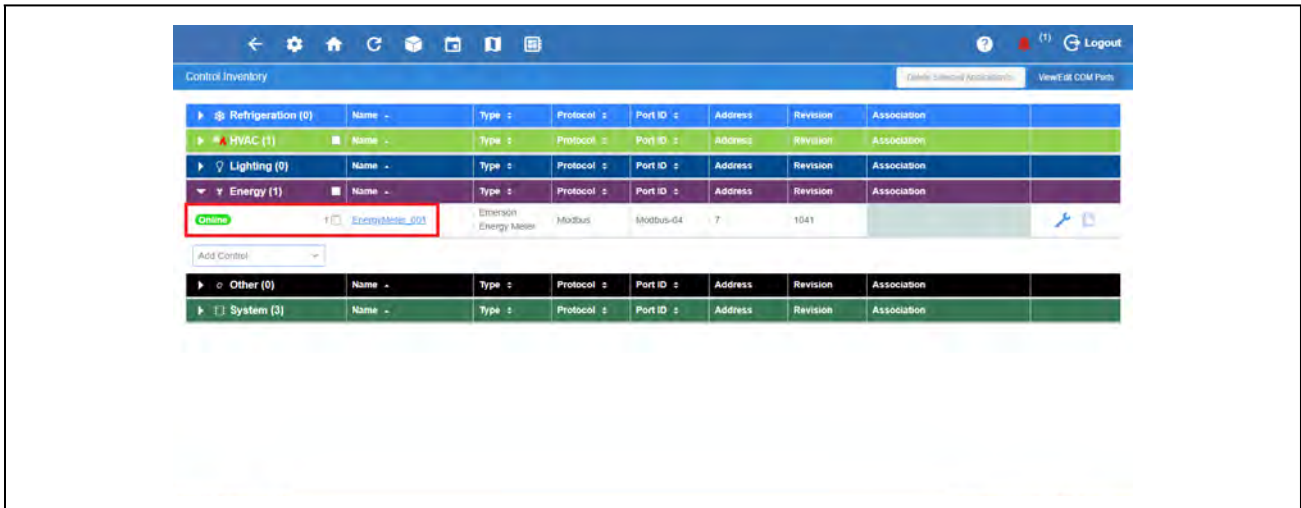 (1) Logout
Control Inventory Delete Selected Applications View/Edit COM Ports
Refrigeration (0) Name Type Protocol Port ID Address Revision Association
HVAC (1) Name Type Protocol Port ID Address Revision Association
Lighting (0) Name Type Protocol Port ID Address Revision Association
Energy (1) Name Type Protocol Port ID Address Revision Association
Online 1 EnergyMeter_001 Emerson Energy Meter Modbus Modbus-04 7 1041
Add Control
Other (0) Name Type Protocol Port ID Address Revision Association
System (3) Name Type Protocol Port ID Address Revision Association